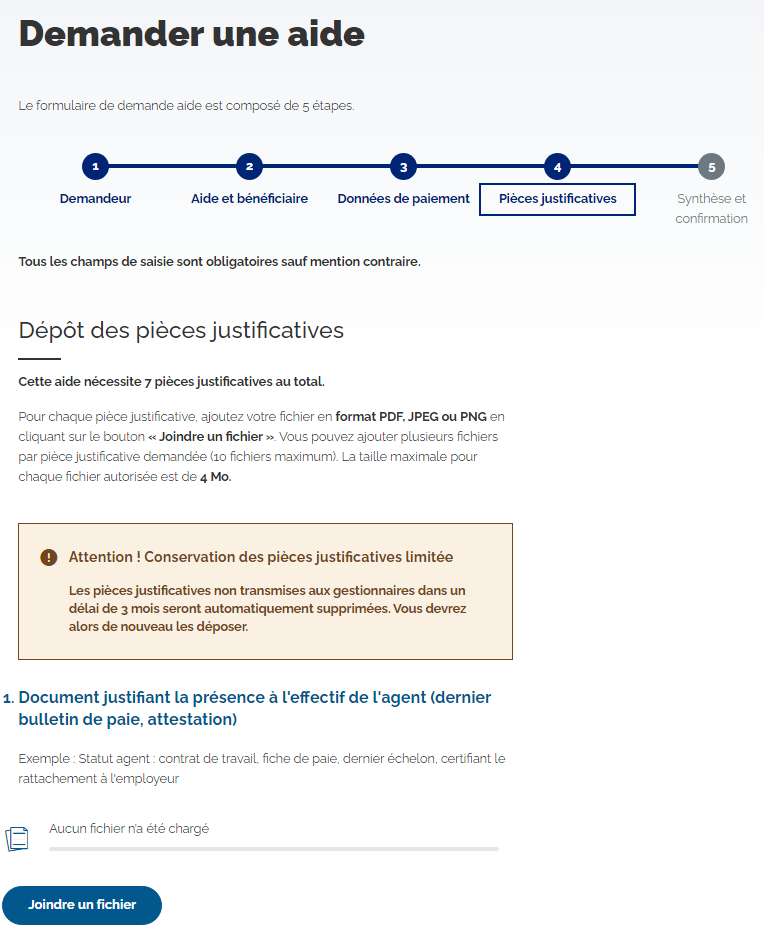 Demander une aide
Le formulaire de demande aide est composé de 5 étapes.
1 2 3 4 5
Demandeur Aide et bénéficiaire Données de paiement Pièces justificatives Synthèse et
confirmation
Tous les champs de saisie sont obligatoires sauf mention contraire.
Dépôt des pièces justificatives
Cette aide nécessite 7 pièces justificatives au total.
Pour chaque pièce justificative, ajoutez votre fichier en format PDF, JPEG ou PNG en
cliquant sur le bouton « Joindre un fichier ». Vous pouvez ajouter plusieurs fichiers
par pièce justificative demandée (10 fichiers maximum). La taille maximale pour
chaque fichier autorisée est de 4 Mo.
Attention ! Conservation des pièces justificatives limitée
Les pièces justificatives non transmises aux gestionnaires dans un
délai de 3 mois seront automatiquement supprimées. Vous devrez
alors de nouveau les déposer.
1. Document justifiant la présence à l'effectif de l'agent (dernier
bulletin de paie, attestation)
Exemple : Statut agent : contrat de travail, fiche de paie, dernier échelon, certifiant le
rattachement à l'employeur
Aucun fichier n'a été chargé
Joindre un fichier